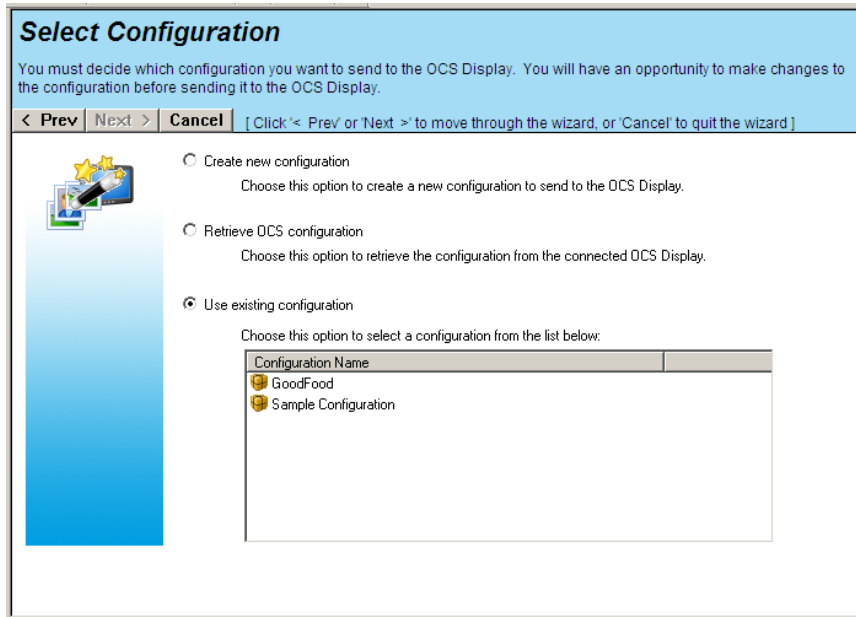 Select Configuration
You must decide which configuration you want to send to the OCS Display. You will have an opportunity to make changes to
the configuration before sending it to the OCS Display.
< Prev Next > Cancel [ Click '< Prev' or 'Next >' to move through the wizard, or 'Cancel' to quit the wizard ]
Create new configuration
Choose this option to create a new configuration to send to the OCS Display.
Retrieve OCS configuration
Choose this option to retrieve the configuration from the connected OCS Display.
Use existing configuration
Choose this option to select a configuration from the list below:
Configuration Name
GoodFood
Sample Configuration